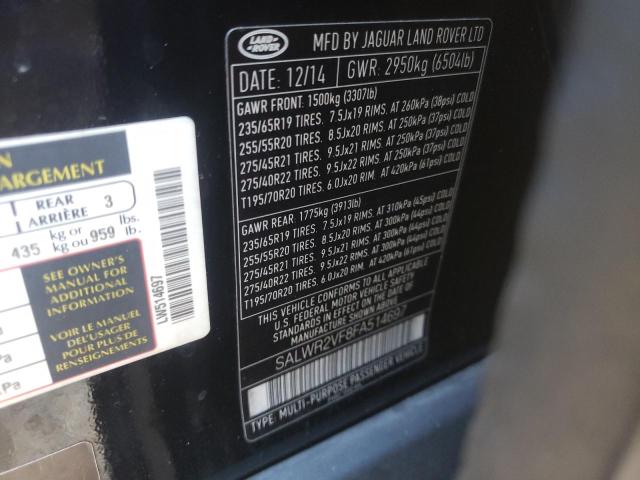 LAND-
ROVER
MFD BY JAGUAR LAND ROVER LTD
DATE: 12/14
GWR: 2950kg (6504lb)
GAWR FRONT: 1500kg (3307lb)
235/65R19 TIRES. 7.5Jx19 RIMS. AT 260kPa (38psi) COLD
255/55R20 TIRES. 8.5Jx20 RIMS. AT 250kPa (37psi) COLD
275/45R21 TIRES. 9.5Jx21 RIMS. AT 250kPa (37psi) COLD
275/40R22 TIRES. 9.5Jx22 RIMS. AT 250kPa (37psi) COLD
T195/70R20 TIRES. 6.0Jx20 RIM. AT 420kPa (61psi) COLD
GAWR REAR: 1775kg (3913lb)
235/65R19 TIRES. 7.5Jx19 RIMS. AT 310kPa (45psi) COLD
255/55R20 TIRES. 8.5Jx20 RIMS. AT 300kPa (44psi) COLD
275/45R21 TIRES. 9.5Jx21 RIMS. AT 300kPa (44psi) COLD
275/40R22 TIRES. 9.5Jx22 RIMS. AT 300kPa (44psi) COLD
T195/70R20 TIRES. 6.0Jx20 RIM. AT 420kPa (61psi) COLD
THIS VEHICLE CONFORMS TO ALL APPLICABLE
U.S. FEDERAL MOTOR VEHICLE SAFETY
STANDARDS IN EFFECT ON THE DATE OF
MANUFACTURE SHOWN ABOVE
SALWR2VF8FA514697
TYPE: MULTI-PURPOSE PASSENGER
ARGEMENT
REAR
ARRIÈRE 3
435 kg or 959 lbs.
kg ou lb.
SEE OWNER'S
MANUAL FOR
ADDITIONAL
INFORMATION
VOIR LE MANUEL
DE L'USAGER
POUR PLUS DE
RENSEIGNEMENTS
kPa
LW514697